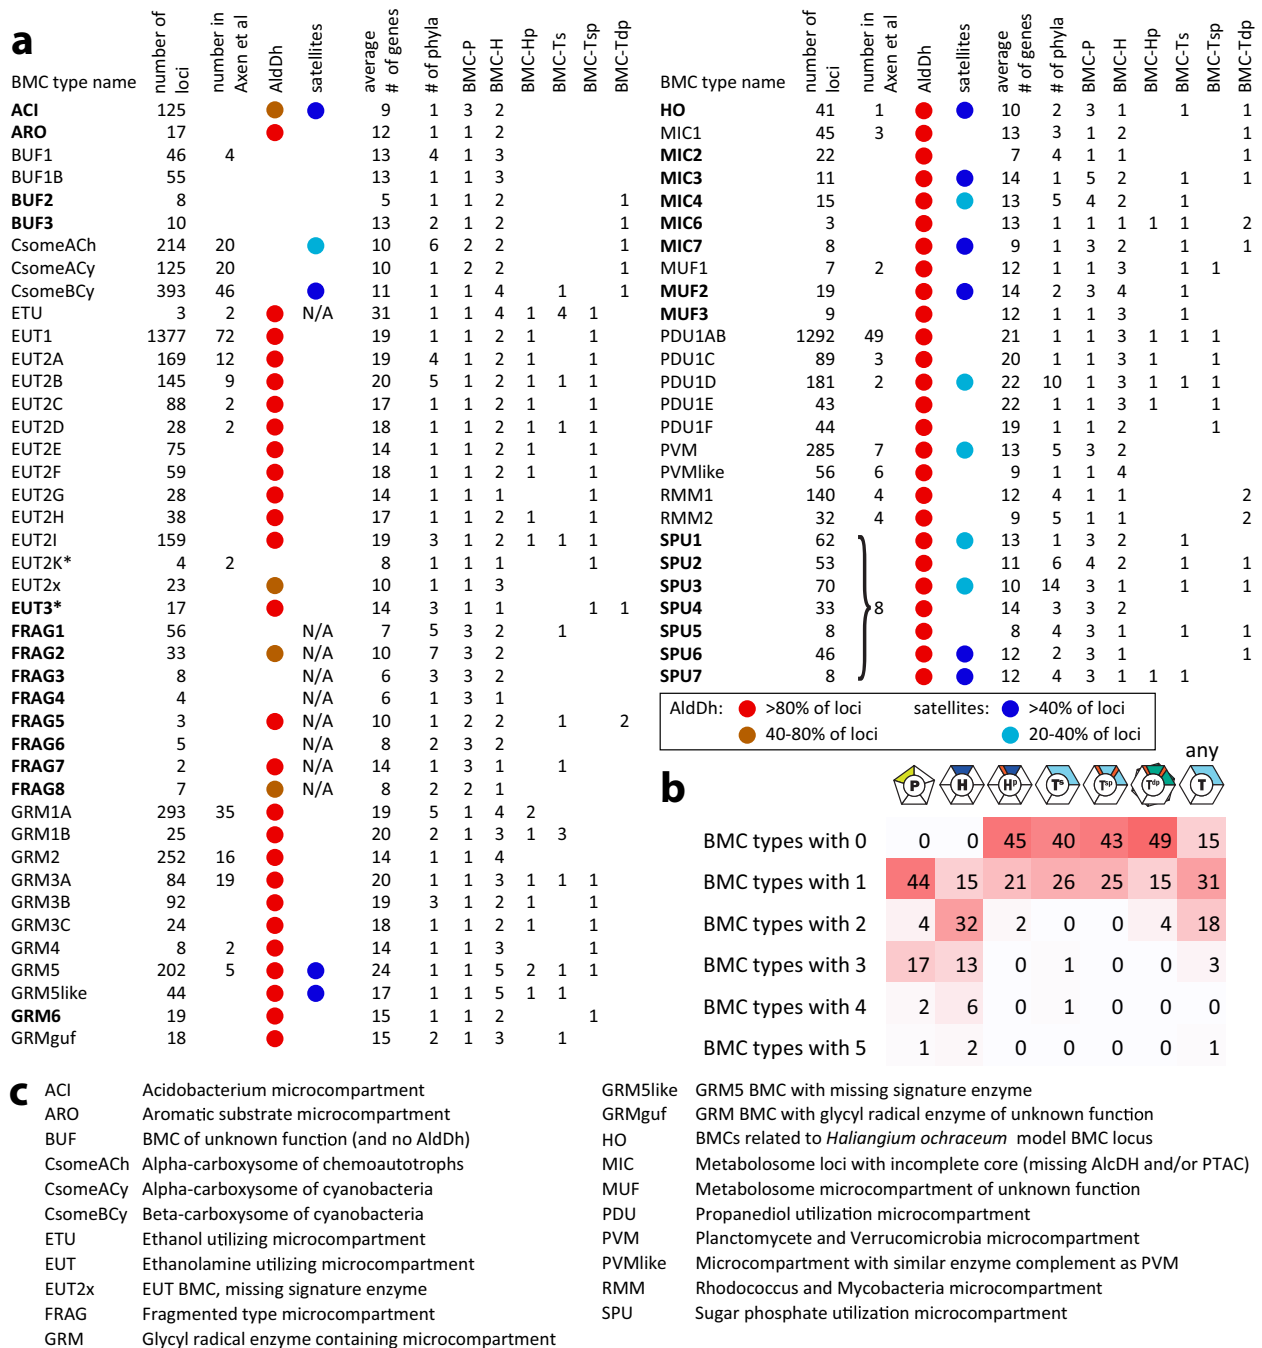 a
BMC type name number of loci number in Axen et al AldDh satellites average # of genes # of phyla BMC-P BMC-H BMC-Hp BMC-Ts BMC-Tsp BMC-Tdp
ACI 125 9 1 3 2
ARO 17 12 1 1 2
BUF1 46 4 13 4 1 3
BUF1B 55 13 1 1 3
BUF2 8 5 1 1 2 1
BUF3 10 13 2 1 2 1
CsomeACh 214 20 10 6 2 2 1
CsomeACy 125 20 10 1 2 2 1
CsomeBCy 393 46 11 1 1 4 1 1
ETU 3 2 N/A 31 1 1 4 1 4 1
EUT1 1377 72 19 1 1 2 1 1
EUT2A 169 12 19 4 1 2 1 1
EUT2B 145 9 20 5 1 2 1 1 1
EUT2C 88 2 17 1 1 2 1 1
EUT2D 28 2 18 1 1 2 1 1 1
EUT2E 75 14 1 1 2 1 1
EUT2F 59 18 1 1 2 1 1
EUT2G 28 14 1 1 1 1
EUT2H 38 17 1 1 2 1 1
EUT2I 159 19 3 1 2 1 1 1
EUT2K* 4 2 8 1 1 1 1
EUT2x 23 10 1 1 3
EUT3* 17 14 3 1 1 1 1
FRAG1 56 N/A 7 5 3 2 1
FRAG2 33 N/A 10 7 3 2
FRAG3 8 N/A 6 3 3 2
FRAG4 4 N/A 6 1 3 1
FRAG5 3 N/A 10 1 1 2 1 2
FRAG6 5 N/A 8 2 3 2
FRAG7 2 N/A 14 1 3 1 1
FRAG8 7 N/A 8 2 2 1
GRM1A 293 35 19 5 1 4 2
GRM1B 25 20 2 1 3 1 3
GRM2 252 16 14 1 1 4
GRM3A 84 19 20 1 1 3 1 1 1
GRM3B 92 19 3 1 2 1 1
GRM3C 24 18 1 1 2 1 1
GRM4 8 2 14 1 1 3 1
GRM5 202 5 24 1 1 5 2 1 1
GRM5like 44 17 1 1 5 1 1
GRM6 19 15 1 1 2 1
GRMguf 18 15 2 1 3 1
BMC type name number of loci number in Axen et al AldDh satellites average # of genes # of phyla BMC-P BMC-H BMC-Hp BMC-Ts BMC-Tsp BMC-Tdp
HO 41 1 10 2 3 1 1 1
MIC1 45 3 13 3 1 2 1
MIC2 22 7 4 1 1 1
MIC3 11 14 1 5 2 1 1
MIC4 15 13 5 4 2 1
MIC6 3 13 1 1 1 1 2
MIC7 8 9 1 3 2 1 1
MUF1 7 2 12 1 1 3 1 1
MUF2 19 14 2 3 4 1
MUF3 9 12 1 1 3 1
PDU1AB 1292 49 21 1 1 3 1 1 1
PDU1C 89 3 20 1 1 3 1 1
PDU1D 181 2 22 10 1 3 1 1 1
PDU1E 43 22 1 1 3 1 1
PDU1F 44 19 1 1 2 1
PVM 285 7 13 5 3 2
PVMlike 56 6 9 1 1 4
RMM1 140 4 12 4 1 1 2
RMM2 32 4 9 5 1 1 2
SPU1 62 13 1 3 2 1
SPU2 53 11 6 4 2 1 1
SPU3 70 10 14 3 1 1 1
SPU4 33 8 14 3 3 2
SPU5 8 8 4 3 1 1 1
SPU6 46 12 2 3 1 1
SPU7 8 12 4 3 1 1 1
AldDh: >80% of loci satellites: >40% of loci
40-80% of loci 20-40% of loci
b
any
P H Hp Ts Tsp Tdp T
BMC types with 0 0 0 45 40 43 49 15
BMC types with 1 44 15 21 26 25 15 31
BMC types with 2 4 32 2 0 0 4 18
BMC types with 3 17 13 0 1 0 0 3
BMC types with 4 2 6 0 1 0 0 0
BMC types with 5 1 2 0 0 0 0 1
c
ACI Acidobacterium microcompartment
ARO Aromatic substrate microcompartment
BUF BMC of unknown function (and no AldDh)
CsomeACh Alpha-carboxysome of chemoautotrophs
CsomeACy Alpha-carboxysome of cyanobacteria
CsomeBCy Beta-carboxysome of cyanobacteria
ETU Ethanol utilizing microcompartment
EUT Ethanolamine utilizing microcompartment
EUT2x EUT BMC, missing signature enzyme
FRAG Fragmented type microcompartment
GRM Glycyl radical enzyme containing microcompartment
GRM5like GRM5 BMC with missing signature enzyme
GRMguf GRM BMC with glycyl radical enzyme of unknown function
HO BMCs related to Haliangium ochraceum model BMC locus
MIC Metabolosome loci with incomplete core (missing AlcDH and/or PTAC)
MUF Metabolosome microcompartment of unknown function
PDU Propanediol utilization microcompartment
PVM Planctomycete and Verrucomicrobia microcompartment
PVMlike Microcompartment with similar enzyme complement as PVM
RMM Rhodococcus and Mycobacteria microcompartment
SPU Sugar phosphate utilization microcompartment